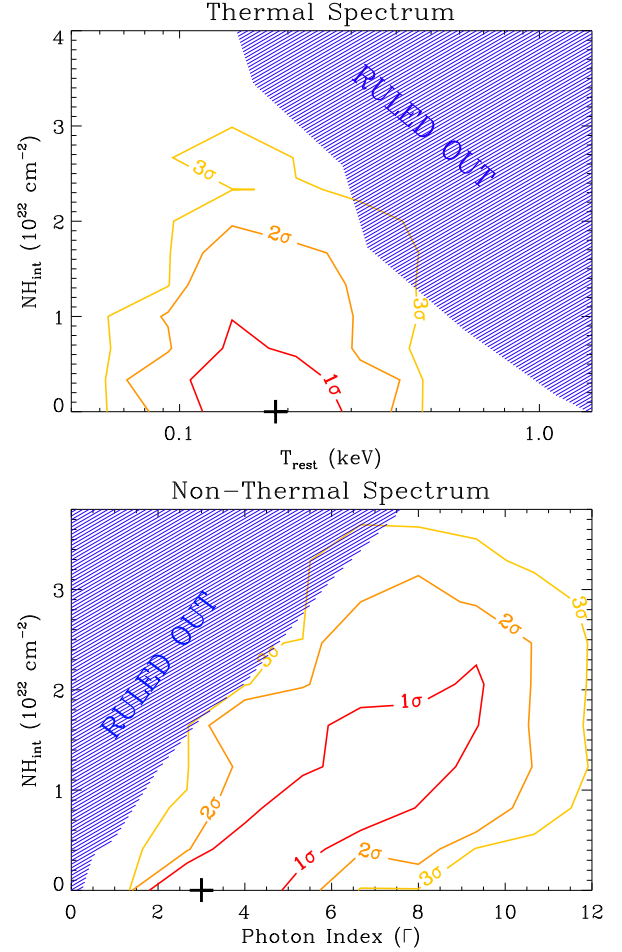 Thermal Spectrum
4
3
2
1
0
NH_int (10^22 cm^−2)
RULED OUT
3σ
2σ
3σ
1σ
0.1
1.0
T_rest (keV)
Non−Thermal Spectrum
3
2
1
0
NH_int (10^22 cm^−2)
RULED OUT
3σ
2σ
3σ
1σ
2σ
1σ
2σ
3σ
0 2 4 6 8 10 12
Photon Index (Γ)